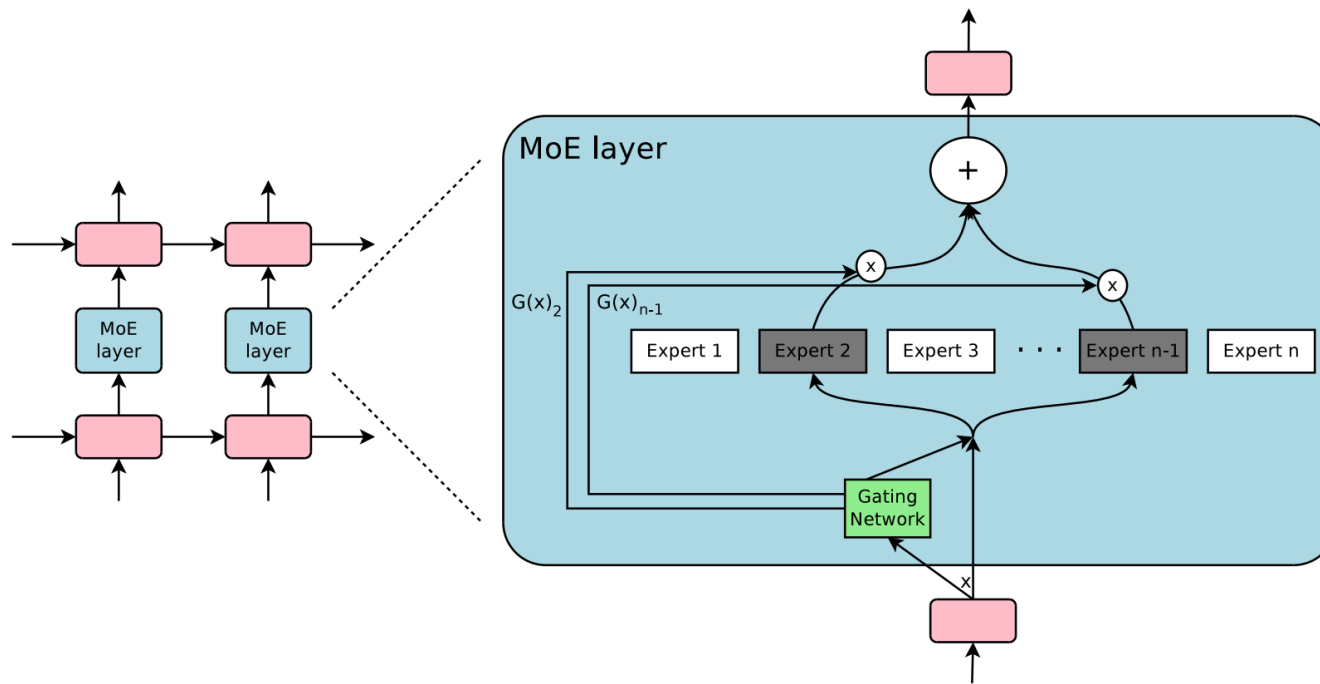 MoE layer
+
x
G(x)2
G(x)n-1
x
MoE
layer
MoE
layer
Expert 1
Expert 2
Expert 3
. . .
Expert n-1
Expert n
Gating
Network
x